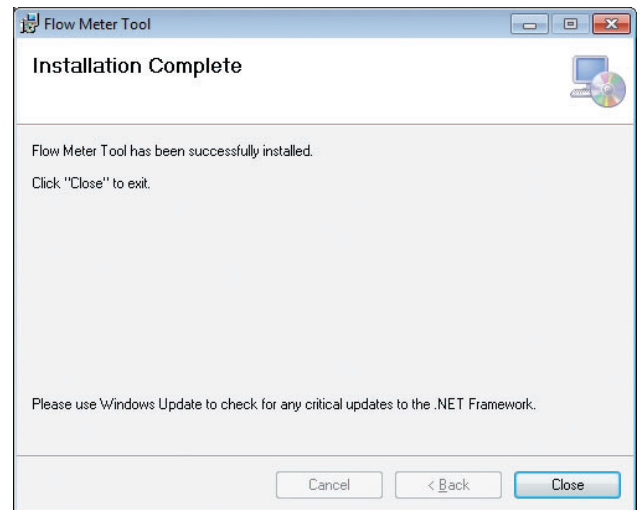 Flow Meter Tool
Installation Complete
Flow Meter Tool has been successfully installed.
Click "Close" to exit.
Please use Windows Update to check for any critical updates to the .NET Framework.
Cancel
< Back
Close